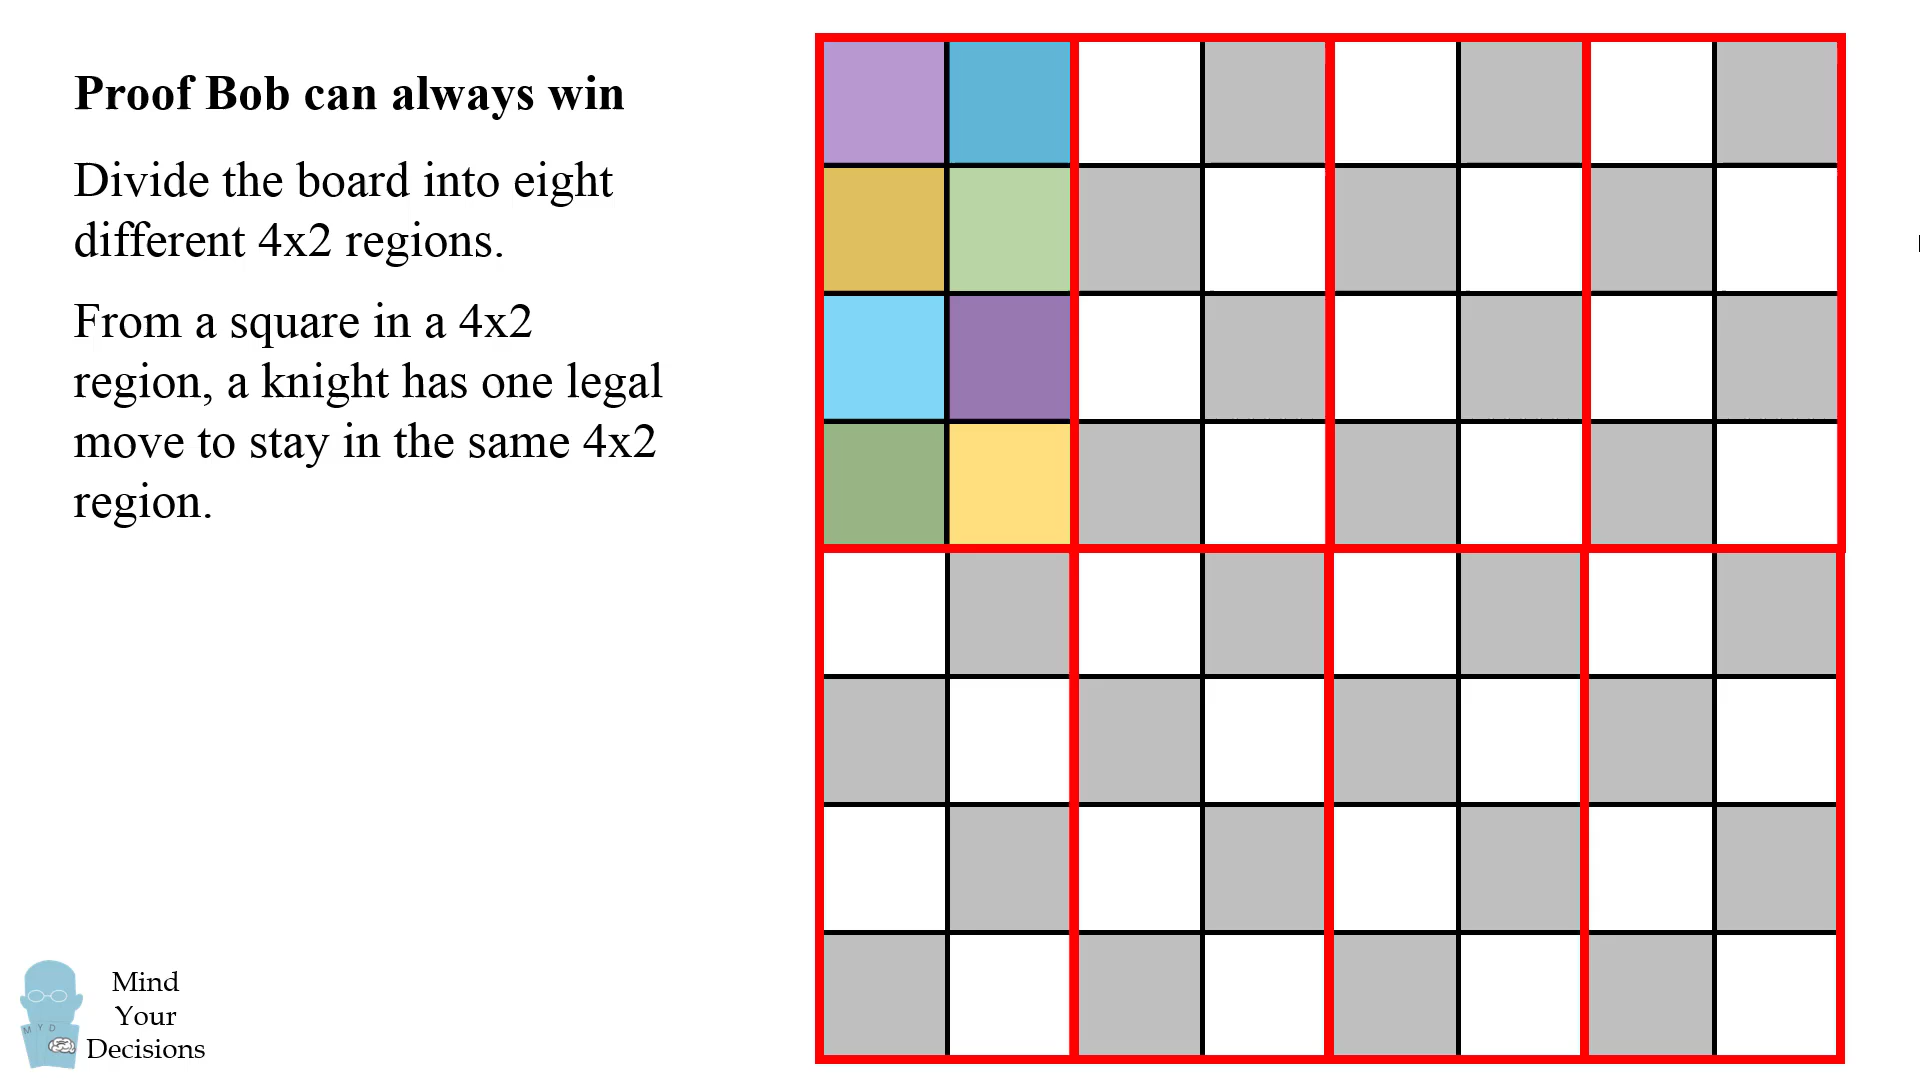 Proof Bob can always win
Divide the board into eight
different 4x2 regions.
From a square in a 4x2
region, a knight has one legal
move to stay in the same 4x2
region.
M Y D
Mind
Your
Decisions